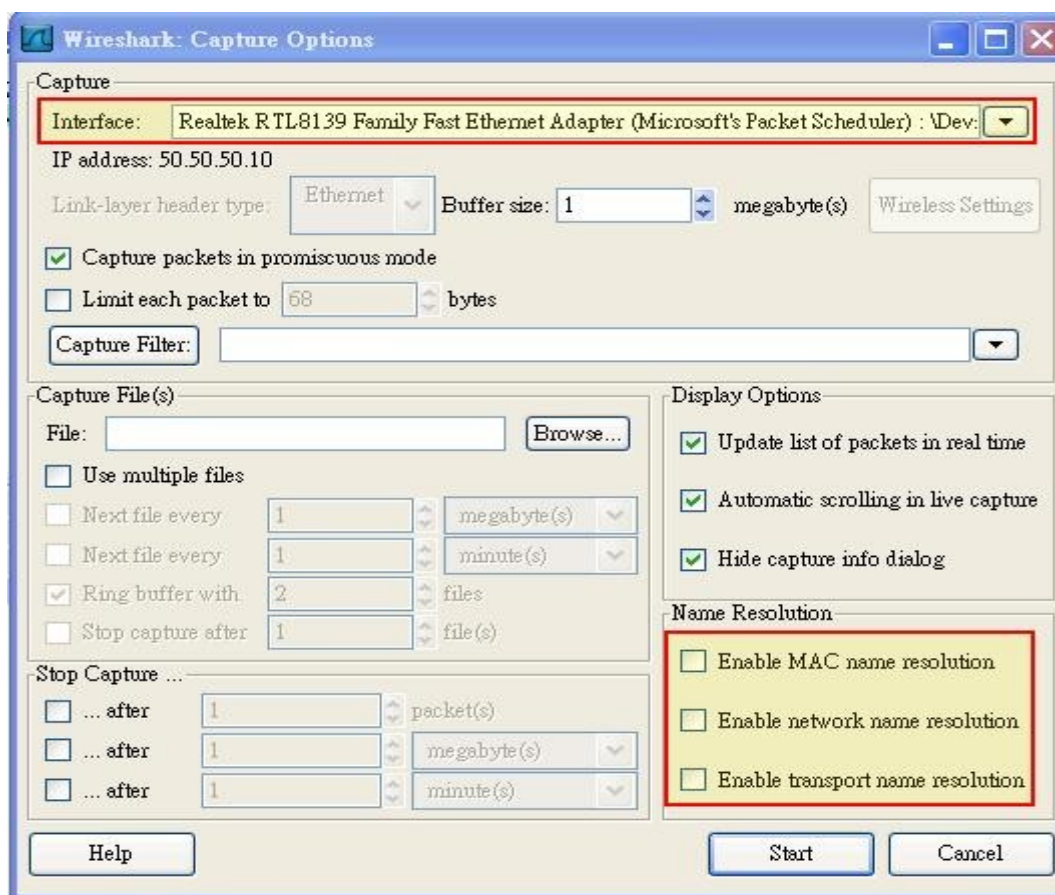 Wireshark: Capture Options
Capture
Interface: Realtek RTL8139 Family Fast Ethernet Adapter (Microsoft's Packet Scheduler) : \Dev:
IP address: 50.50.50.10
Link-layer header type: Ethernet Buffer size: 1 megabyte(s) Wireless Settings
Capture packets in promiscuous mode
Limit each packet to 68 bytes
Capture Filter:
Capture File(s)
File: Browse...
Use multiple files
Next file every 1 megabyte(s)
Next file every 1 minute(s)
Ring buffer with 2 files
Stop capture after 1 file(s)
Stop Capture ...
... after 1 packet(s)
... after 1 megabyte(s)
... after 1 minute(s)
Display Options
Update list of packets in real time
Automatic scrolling in live capture
Hide capture info dialog
Name Resolution
Enable MAC name resolution
Enable network name resolution
Enable transport name resolution
Help Start Cancel